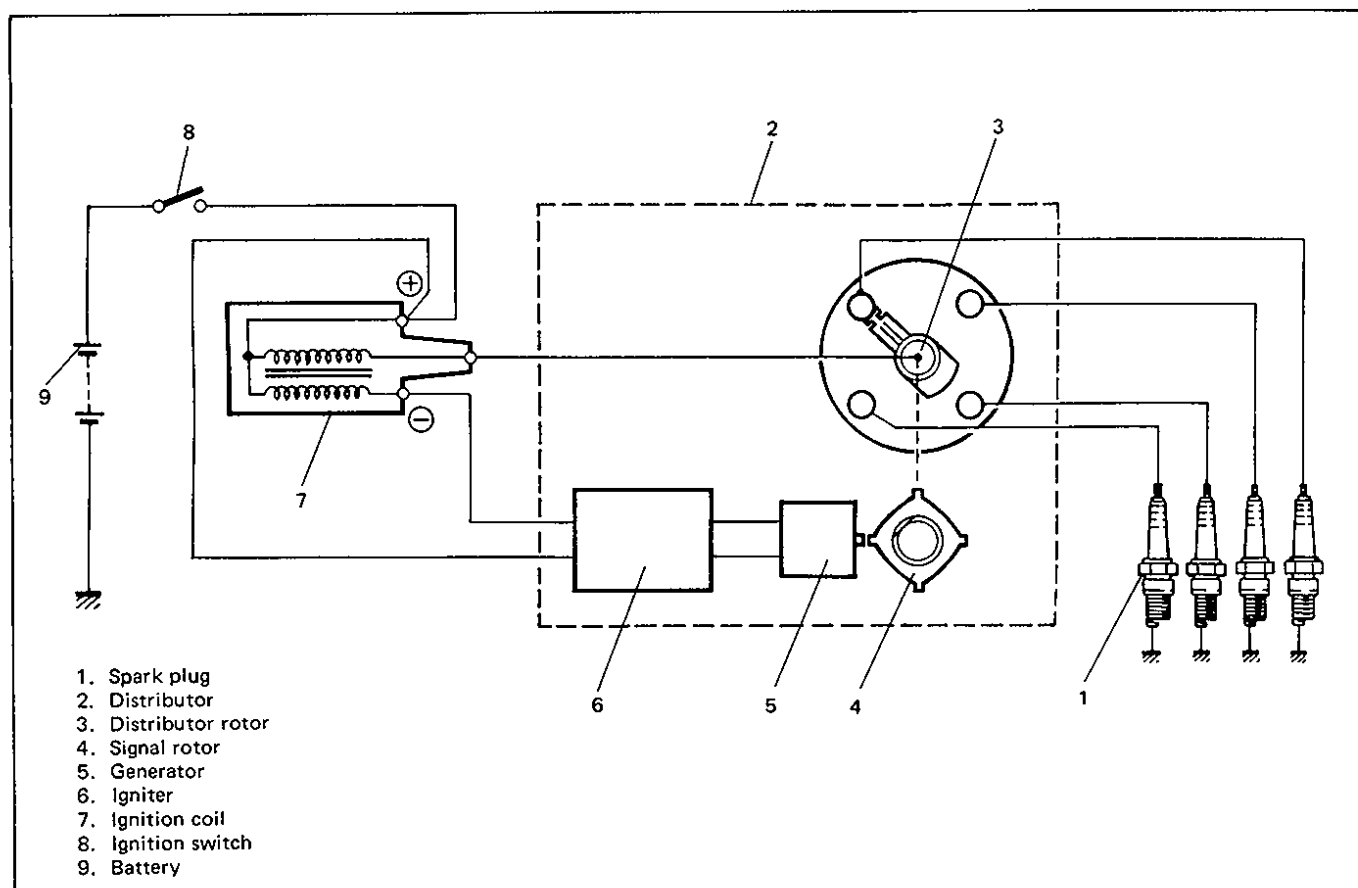 8
2
3
⊕
9
⊖
7
6
5
4
1
1. Spark plug
2. Distributor
3. Distributor rotor
4. Signal rotor
5. Generator
6. Igniter
7. Ignition coil
8. Ignition switch
9. Battery